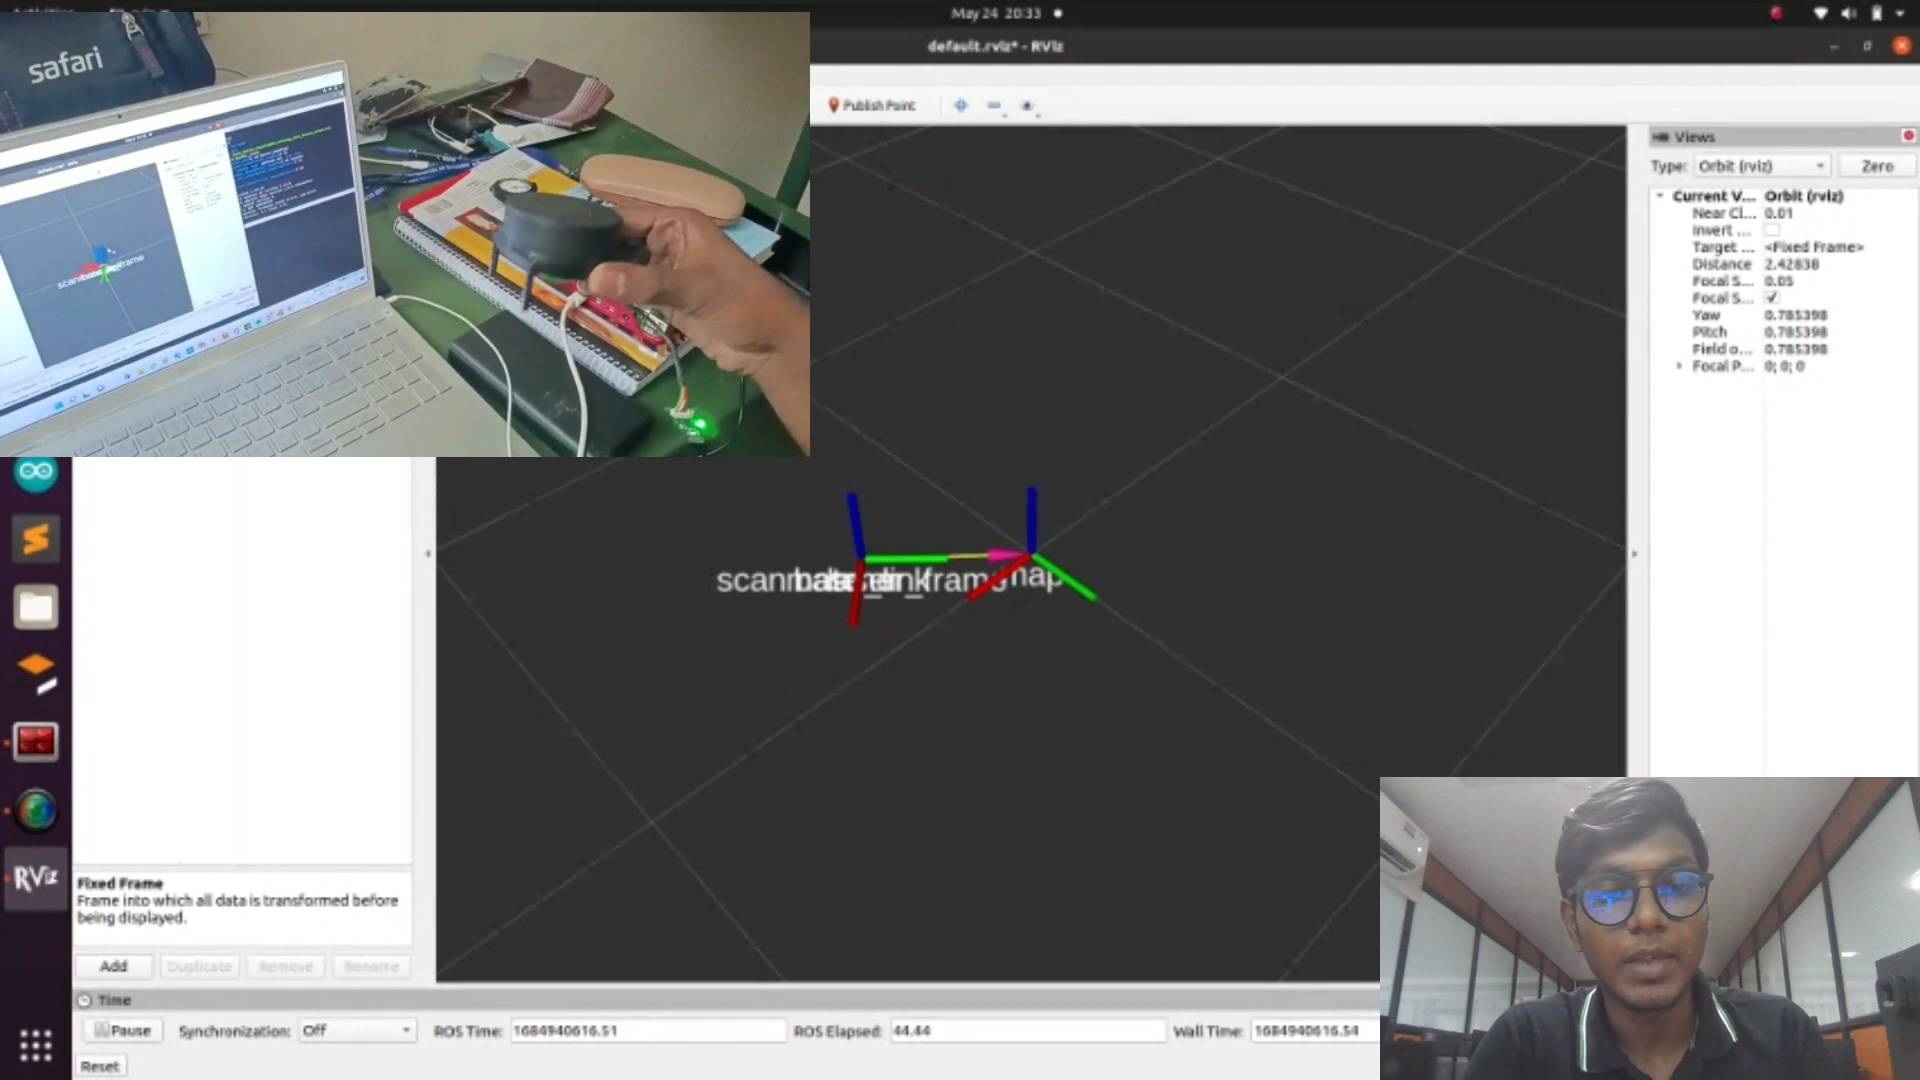 May 24 20:33
default.rviz* - RViz
safari
Publish Point
Views
Type: Orbit (rviz) Zero
Current V... Orbit (rviz)
Near Cl... 0.01
Invert ...
Target ... <Fixed Frame>
Distance 2.42838
Focal S... 0.05
Focal S...
Yaw 0.785398
Pitch 0.785398
Field o... 0.785398
Focal P... 0; 0; 0
map
RViz
Fixed Frame
Frame into which all data is transformed before
being displayed.
Add Duplicate Remove Rename
Time
Pause Synchronization: Off ROS Time: 1684940616.51 ROS Elapsed: 44.44 Wall Time: 1684940616.54
Reset